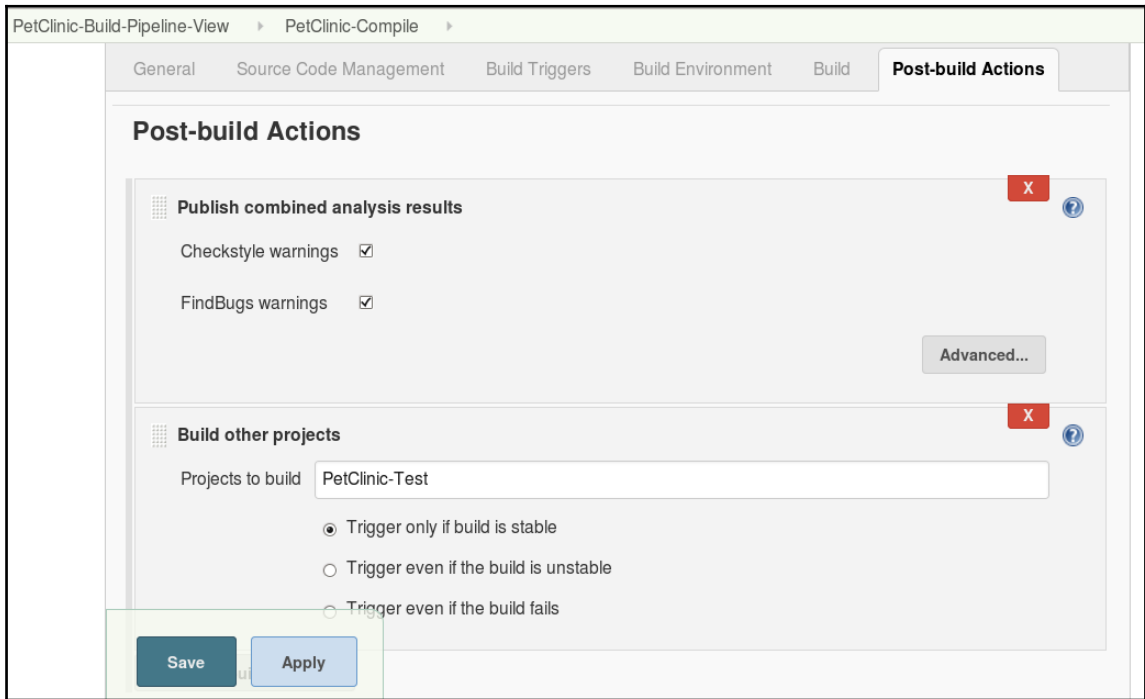 PetClinic-Build-Pipeline-View PetClinic-Compile
General Source Code Management Build Triggers Build Environment Build Post-build Actions
Post-build Actions
X
Publish combined analysis results
Checkstyle warnings
FindBugs warnings
Advanced...
X
Build other projects
Projects to build PetClinic-Test
Trigger only if build is stable
Trigger even if the build is unstable
Trigger even if the build fails
Save Apply